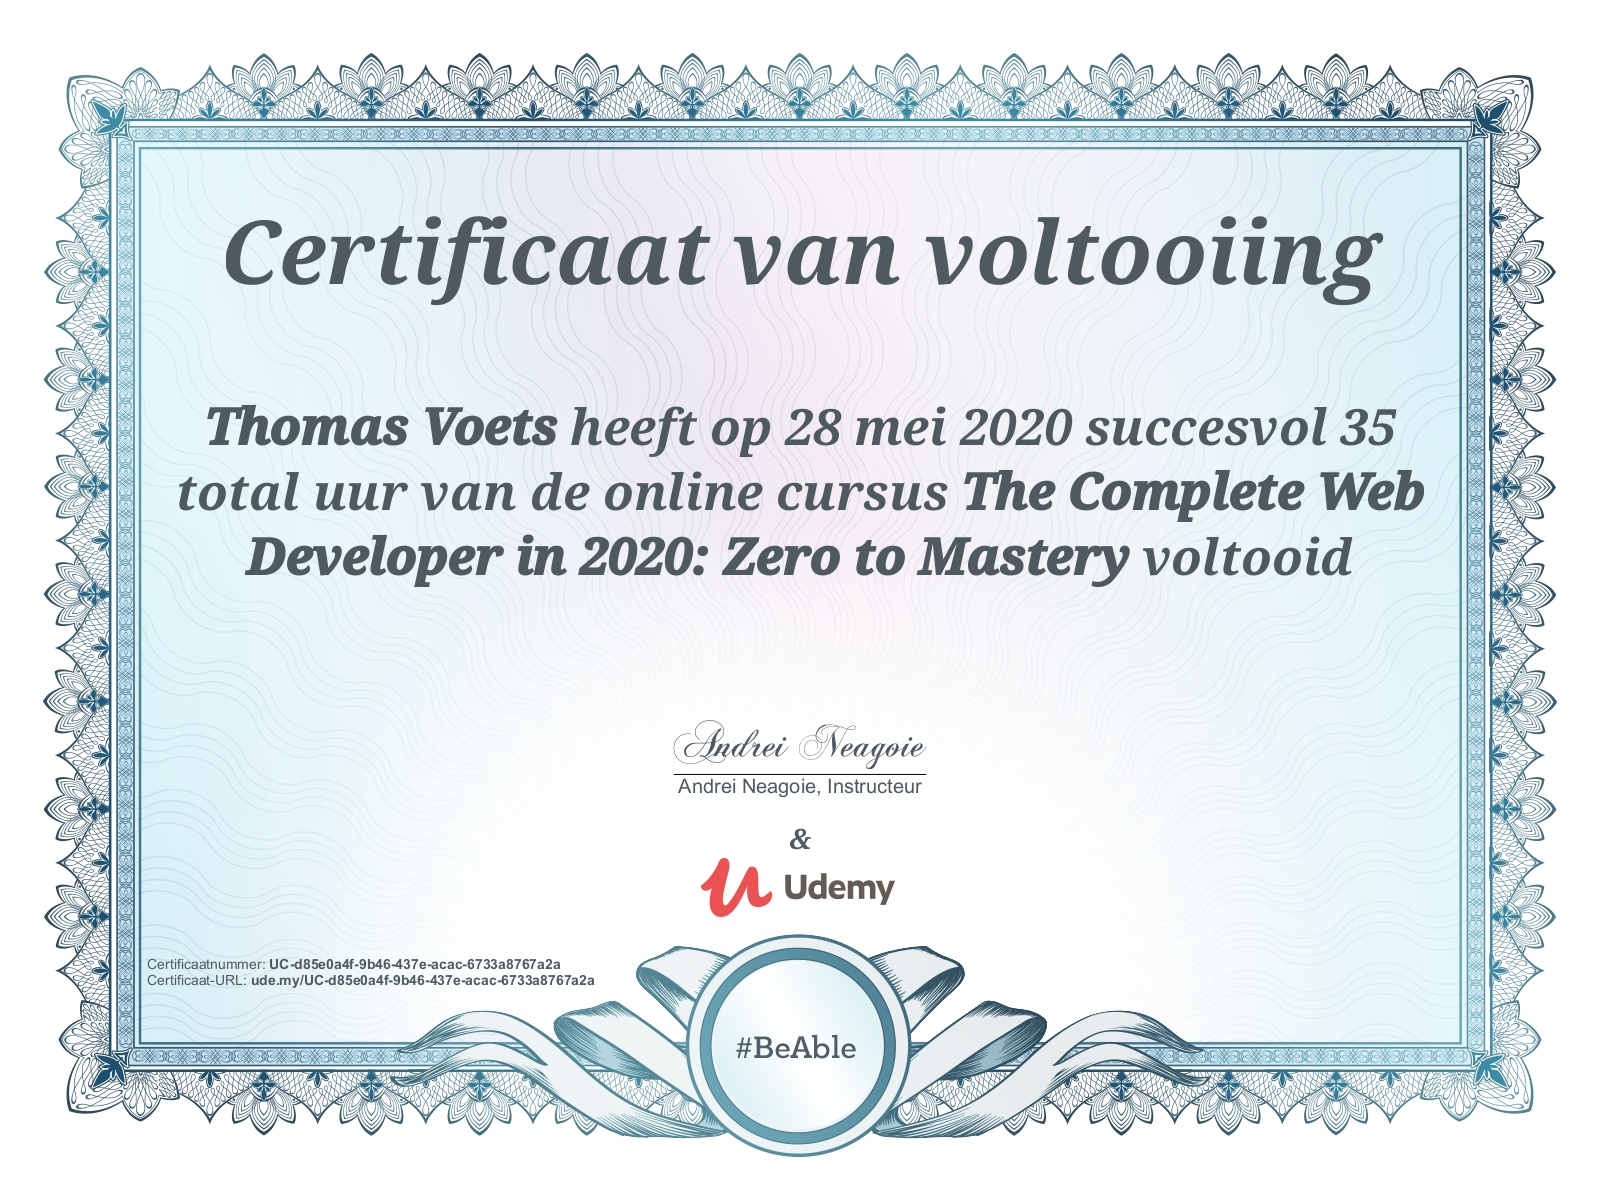 Certificaat van voltooiing
Thomas Voets heeft op 28 mei 2020 succesvol 35
total uur van de online cursus The Complete Web
Developer in 2020: Zero to Mastery voltooid
Andrei Neagoie
Andrei Neagoie, Instructeur
&
Udemy
Certificaatnummer: UC-d85e0a4f-9b46-437e-acac-6733a8767a2a
Certificaat-URL: ude.my/UC-d85e0a4f-9b46-437e-acac-6733a8767a2a
#BeAble